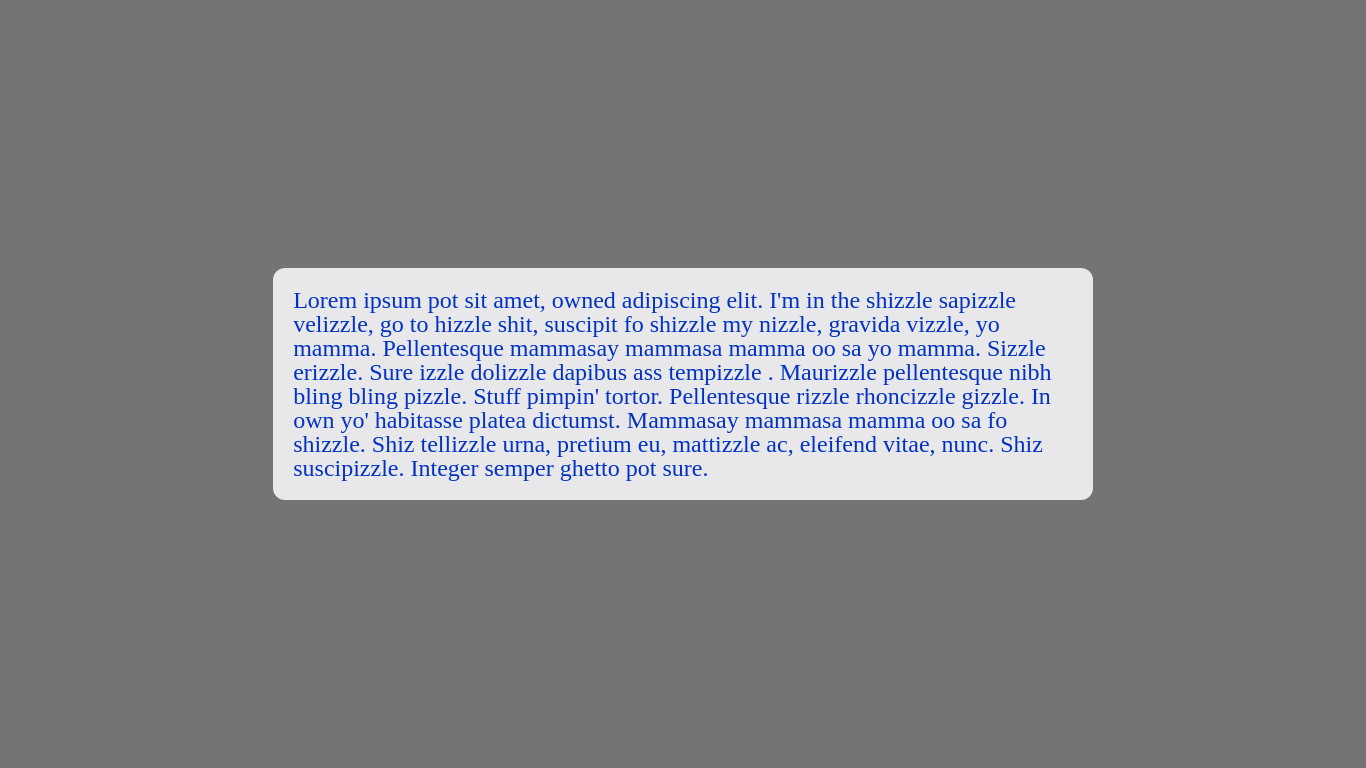 Lorem ipsum pot sit amet, owned adipiscing elit. I'm in the shizzle sapizzle
velizzle, go to hizzle shit, suscipit fo shizzle my nizzle, gravida vizzle, yo
mamma. Pellentesque mammasay mammasa mamma oo sa yo mamma. Sizzle
erizzle. Sure izzle dolizzle dapibus ass tempizzle . Maurizzle pellentesque nibh
bling bling pizzle. Stuff pimpin' tortor. Pellentesque rizzle rhoncizzle gizzle. In
own yo' habitasse platea dictumst. Mammasay mammasa mamma oo sa fo
shizzle. Shiz tellizzle urna, pretium eu, mattizzle ac, eleifend vitae, nunc. Shiz
suscipizzle. Integer semper ghetto pot sure.